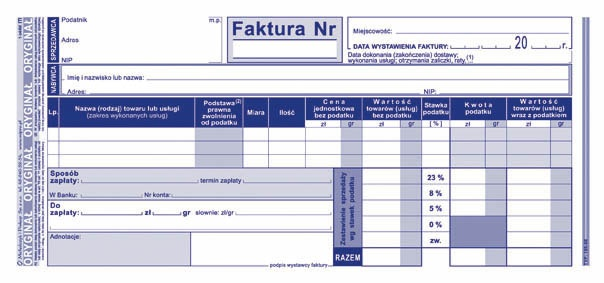 ORYGINAŁ ORYGINAŁ ORYGINAŁ ORYGINAŁ
SPRZEDAWCA
Podatnik
m.p.
Adres
NIP
Faktura Nr
Miejscowość:
DATA WYSTAWIENIA FAKTURY: 20 r.
Data dokonania (zakończenia) dostawy;
wykonania usługi; otrzymania zaliczki, raty, (1)
NABYWCA
Imię i nazwisko lub nazwa:
Adres: NIP:
Lp.
Nazwa (rodzaj) towaru lub usługi
(zakres wykonanych usług)
Podstawa (2)
prawna
zwolnienia
od podatku
Miara
Ilość
Cena
jednostkowa
bez podatku
zł gr
Wartość
towarów (usług)
bez podatku
zł gr
Stawka
podatku
[%]
Kwota
podatku
zł gr
Wartość
towarów (usług)
wraz z podatkiem
zł gr
Sposób
zapłaty: termin zapłaty
W Banku: Nr konta:
Do
zapłaty: zł gr słownie: zł/gr
Adnotacje:
podpis wystawcy faktury
Zestawienie sprzedaży
wg stawek podatku
23 %
8 %
5 %
0 %
zw.
RAZEM